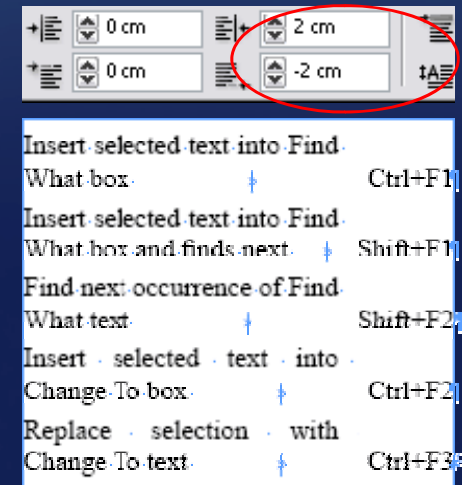 0 cm 2 cm
0 cm -2 cm
Insert selected text into Find
What box Ctrl+F1
Insert selected text into Find
What box and finds next Shift+F1
Find next occurrence of Find
What text Shift+F2
Insert selected text into
Change To box Ctrl+F2
Replace selection with
Change To text Ctrl+F3